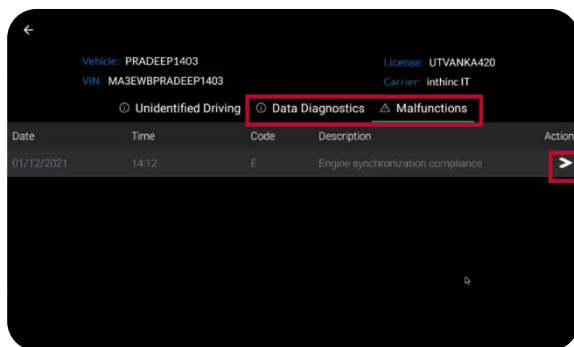 Vehicle: PRADEEP1403 License: UTVANKA420
VIN: MA3EWBPRADEEP1403 Carrier: inthinc IT
Unidentified Driving Data Diagnostics Malfunctions
Date Time Code Description Action
01/12/2021 14:12 E Engine synchronization compliance